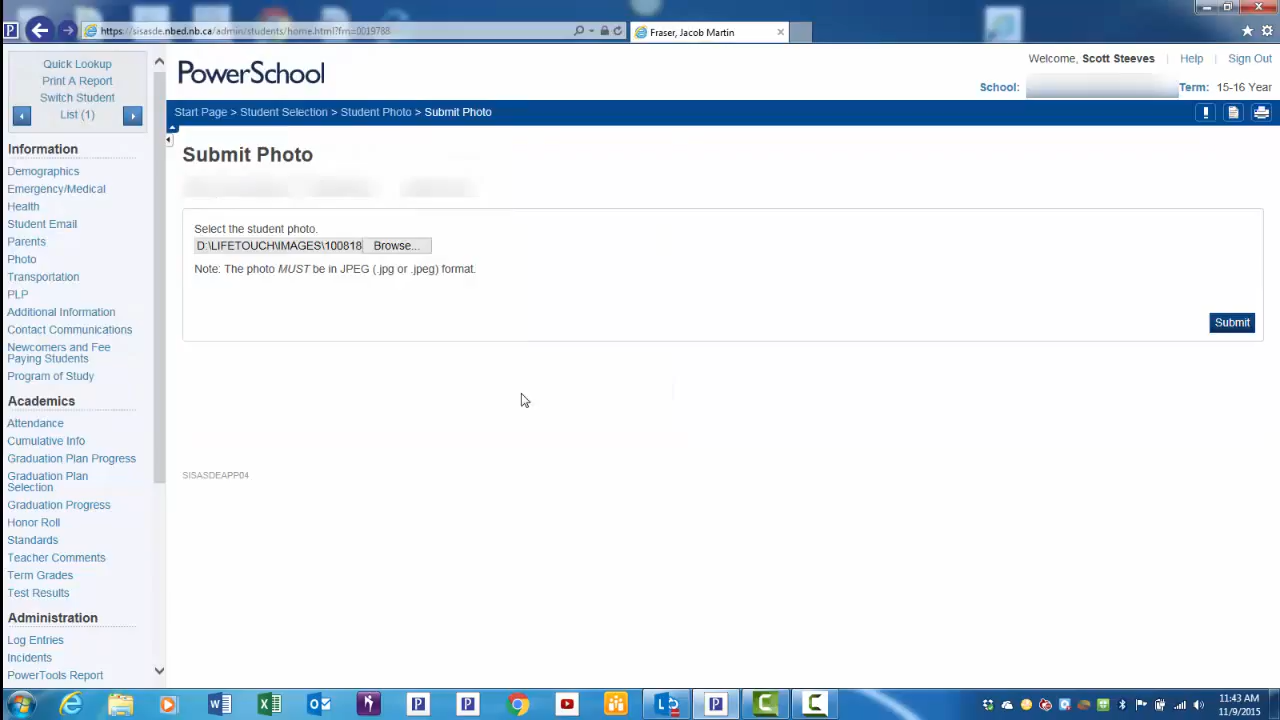 https://sisasde.nbed.nb.ca/admin/students/home.html?frn=0019788
Fraser, Jacob Martin
Quick Lookup
Print A Report
Switch Student
List (1)
PowerSchool
Welcome, Scott Steeves
Help
Sign Out
School:
Term: 15-16 Year
Start Page > Student Selection > Student Photo > Submit Photo
Information
Demographics
Emergency/Medical
Health
Student Email
Parents
Photo
Transportation
PLP
Additional Information
Contact Communications
Newcomers and Fee
Paying Students
Program of Study
Academics
Attendance
Cumulative Info
Graduation Plan Progress
Graduation Plan
Selection
Graduation Progress
Honor Roll
Standards
Teacher Comments
Term Grades
Test Results
Administration
Log Entries
Incidents
PowerTools Report
Submit Photo
Select the student photo.
D:\LIFETOUCH\IMAGES\100818
Browse...
Note: The photo MUST be in JPEG (.jpg or .jpeg) format.
Submit
SISASDEAPP04
11:43 AM
11/9/2015